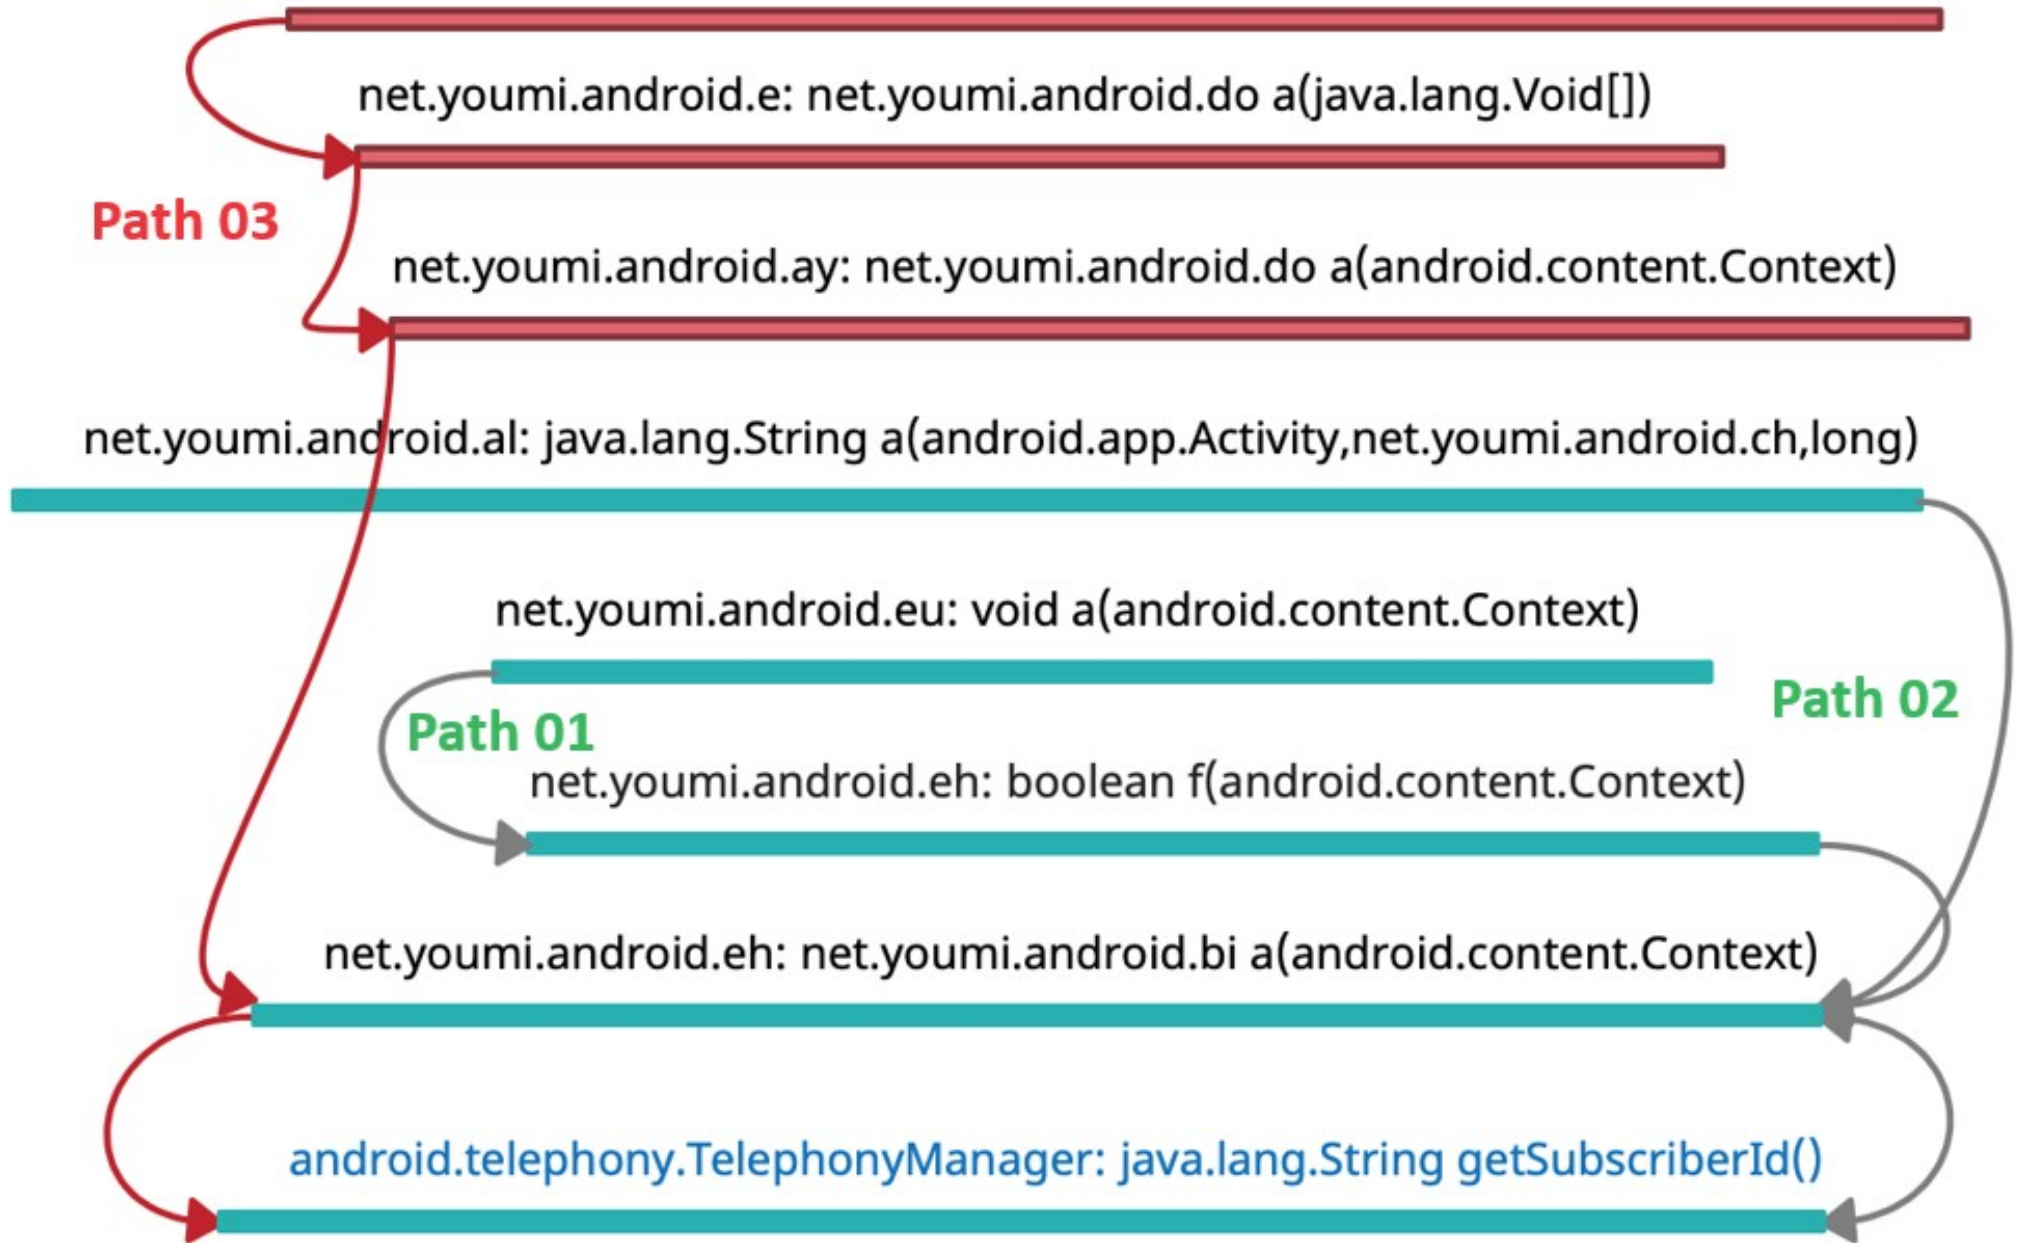 net.youmi.android.e: net.youmi.android.do a(java.lang.Void[])
Path 03
net.youmi.android.ay: net.youmi.android.do a(android.content.Context)
net.youmi.android.al: java.lang.String a(android.app.Activity,net.youmi.android.ch,long)
net.youmi.android.eu: void a(android.content.Context)
Path 02
Path 01
net.youmi.android.eh: boolean f(android.content.Context)
net.youmi.android.eh: net.youmi.android.bi a(android.content.Context)
android.telephony.TelephonyManager: java.lang.String getSubscriberId()